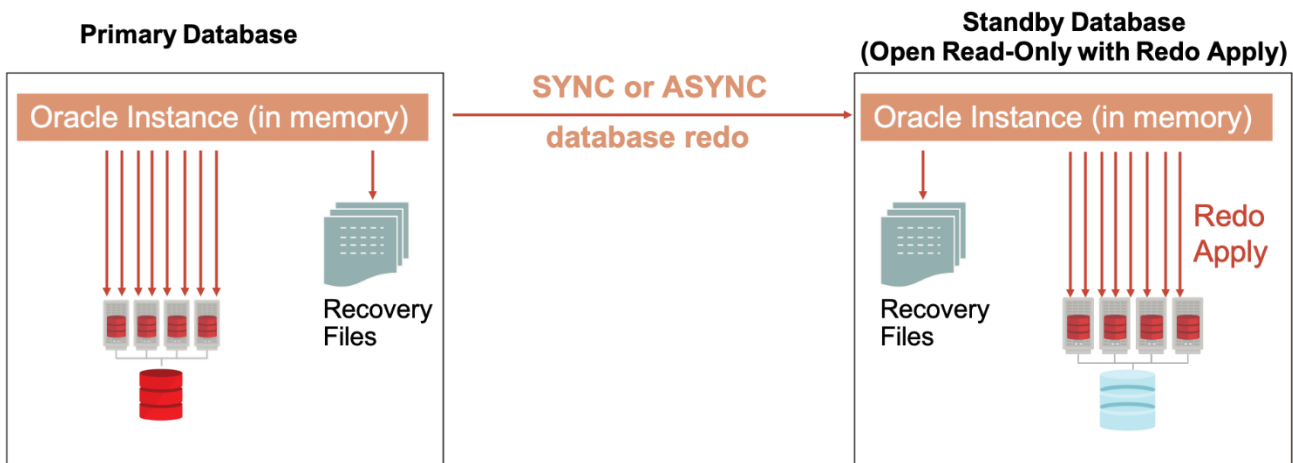 Primary Database
Oracle Instance (in memory)
Recovery
Files
SYNC or ASYNC
database redo
Standby Database
(Open Read-Only with Redo Apply)
Oracle Instance (in memory)
Recovery
Files
Redo
Apply